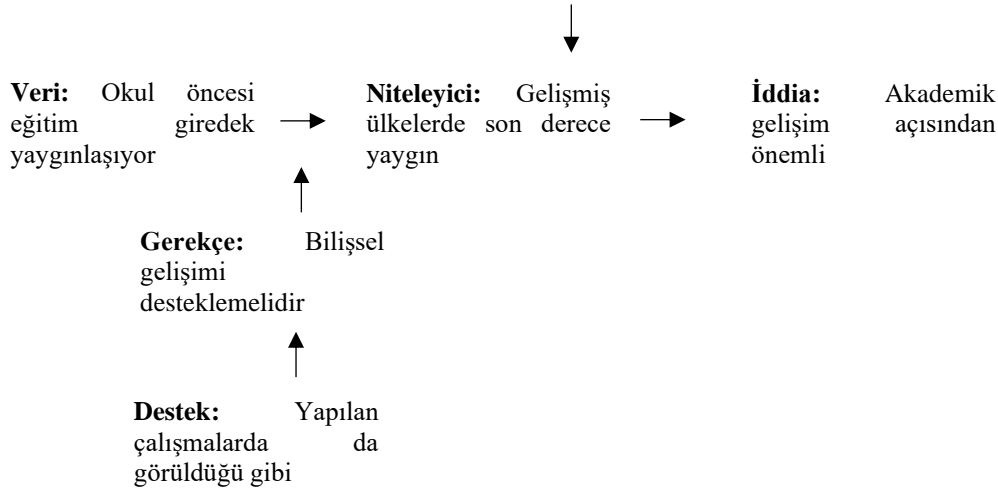 Veri: Okul öncesi
eğitim giredek
yaygınlaşıyor
Niteleyici: Gelişmiş
ülkelerde son derece
yaygın
İddia: Akademik
gelişim açısından
önemli
Gerekçe: Bilişsel
gelişimi
desteklemelidir
Destek: Yapılan
çalışmalarda da
görüldüğü gibi